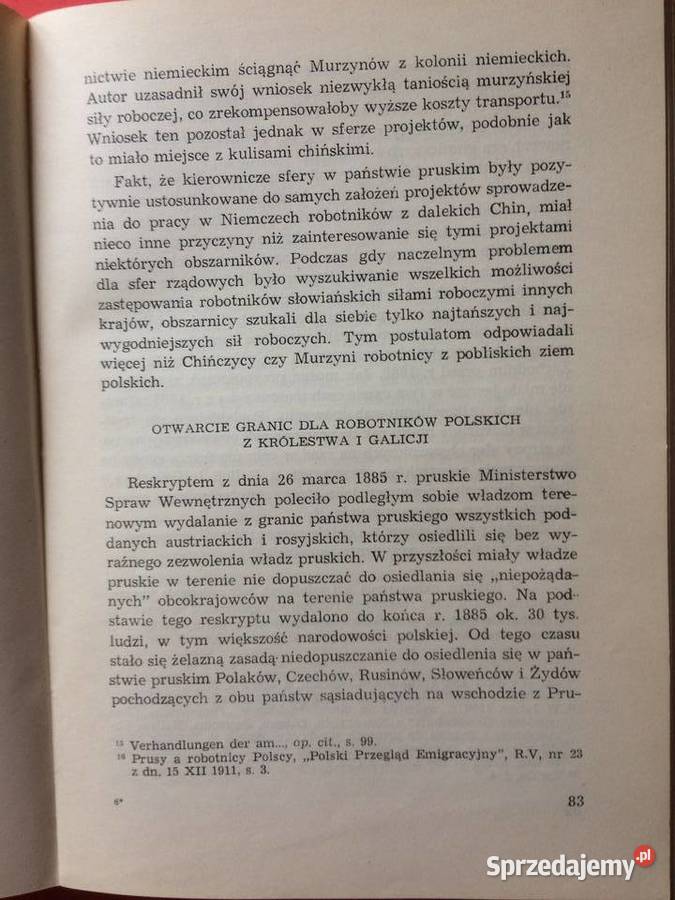 nictwie niemieckim ściągnąć Murzynów z kolonii niemieckich.
Autor uzasadnił swój wniosek niezwykłą taniością murzyńskiej
siły roboczej, co zrekompensowałoby wyższe koszty transportu.¹⁵
Wniosek ten pozostał jednak w sferze projektów, podobnie jak
to miało miejsce z kulisami chińskimi.
Fakt, że kierownicze sfery w państwie pruskim były pozy-
tywnie ustosunkowane do samych założeń projektów sprowadze-
nia do pracy w Niemczech robotników z dalekich Chin, miał
nieco inne przyczyny niż zainteresowanie się tymi projektami
niektórych obszarników. Podczas gdy naczelnym problemem
dla sfer rządowych było wyszukiwanie wszelkich możliwości
zastępowania robotników słowiańskich siłami roboczymi innych
krajów, obszarnicy szukali dla siebie tylko najtańszych i naj-
wygodniejszych sił roboczych. Tym postulatom odpowiadali
więcej niż Chińczycy czy Murzyni robotnicy z pobliskich ziem
polskich.
OTWARCIE GRANIC DLA ROBOTNIKÓW POLSKICH
Z KRÓLESTWA I GALICJI
Reskryptem z dnia 26 marca 1885 r. pruskie Ministerstwo
Spraw Wewnętrznych poleciło podległym sobie władzom tere-
nowym wydalanie z granic państwa pruskiego wszystkich pod-
danych austriackich i rosyjskich, którzy osiedlili się bez wy-
raźnego zezwolenia władz pruskich. W przyszłości miały władze
pruskie w terenie nie dopuszczać do osiedlania się „niepożąda-
nych” obcokrajowców na terenie państwa pruskiego. Na pod-
stawie tego reskryptu wydalono do końca r. 1885 ok. 30 tys.
ludzi, w tym większość narodowości polskiej. Od tego czasu
stało się żelazną zasadą niedopuszczanie do osiedlenia się w pań-
stwie pruskim Polaków, Czechów, Rusinów, Słoweńców i Żydów
pochodzących z obu państw sąsiadujących na wschodzie z Pru-
¹⁵ Verhandlungen der am..., op. cit., s. 99.
¹⁶ Prusy a robotnicy Polscy, „Polski Przegląd Emigracyjny”, R.V, nr 23
z dn. 15 XII 1911, s. 3.
6*
83
Sprzedajemy.pl